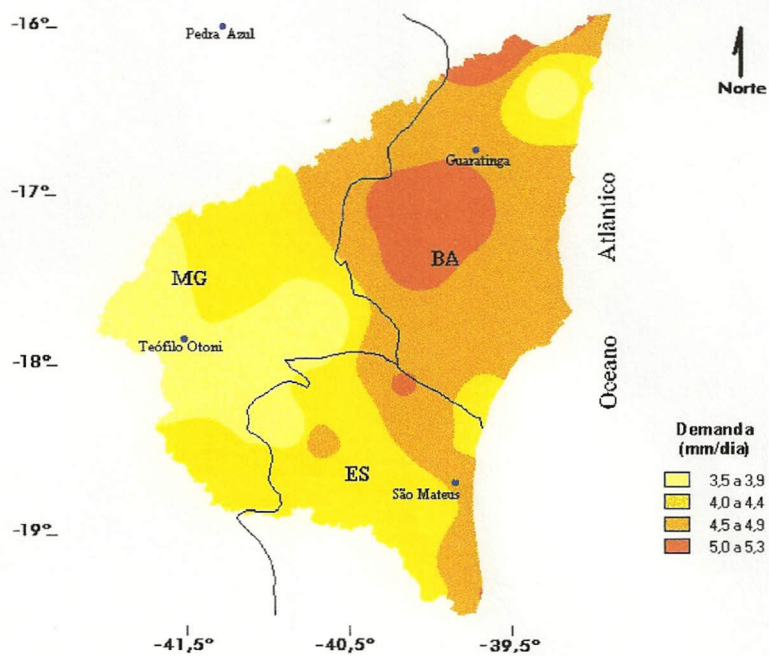 -16°
Pedra Azul
Norte
Guaratinga
-17°
Atlântico
BA
MG
Teófilo Otoni
-18°
Oceano
Demanda
(mm/dia)
3,5 a 3,9
4,0 a 4,4
4,5 a 4,9
5,0 a 5,3
ES
São Mateus
-19°
-41,5°
-40,5°
-39,5°